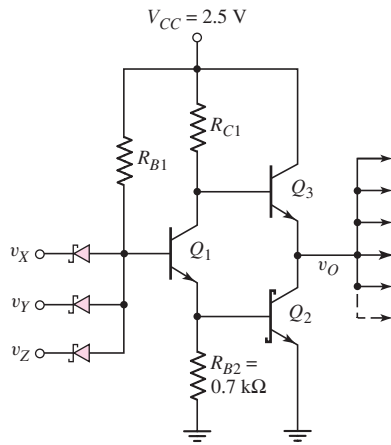 V_CC = 2.5 V
R_C1
R_B1
Q_3
v_X
Q_1
v_O
v_Y
Q_2
v_Z
R_B2 =
0.7 kΩ